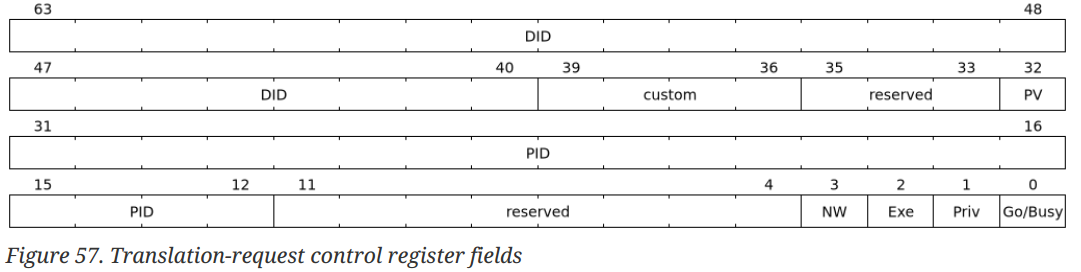 63 48
DID
47 40 39 36 35 33 32
DID custom reserved PV
31 16
PID
15 12 11 4 3 2 1 0
PID reserved NW Exe Priv Go/Busy
Figure 57. Translation-request control register fields